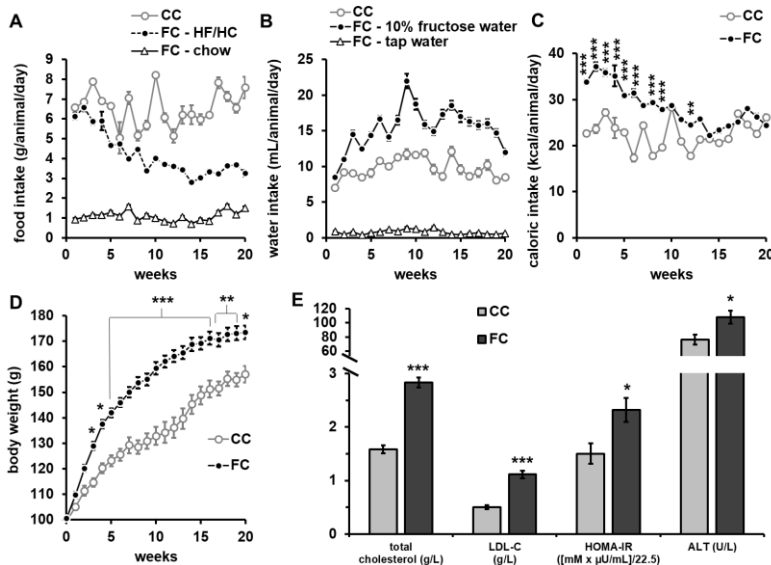 A
CC
FC - HF/HC
FC - chow
food intake (g/animal/day)
9
8
7
6
5
4
3
2
1
0
0 5 10 15 20
weeks
B
CC
FC - 10% fructose water
FC - tap water
water intake (mL/animal/day)
25
20
15
10
5
0
0 5 10 15 20
weeks
C
CC
FC
caloric intake (kcal/animal/day)
40
30
20
10
0
*** *** *** *** *** *** *** *** **
0 5 10 15 20
weeks
D
*** ** *
* *
body weight (g)
170
160
150
140
130
120
110
100
CC
FC
0 5 10 15 20
weeks
E
CC
FC
120
100
80
60
3
2
1
0
*** *** * *
total
cholesterol (g/L)
LDL-C
(g/L)
HOMA-IR
([mM x µU/mL]/22.5)
ALT (U/L)